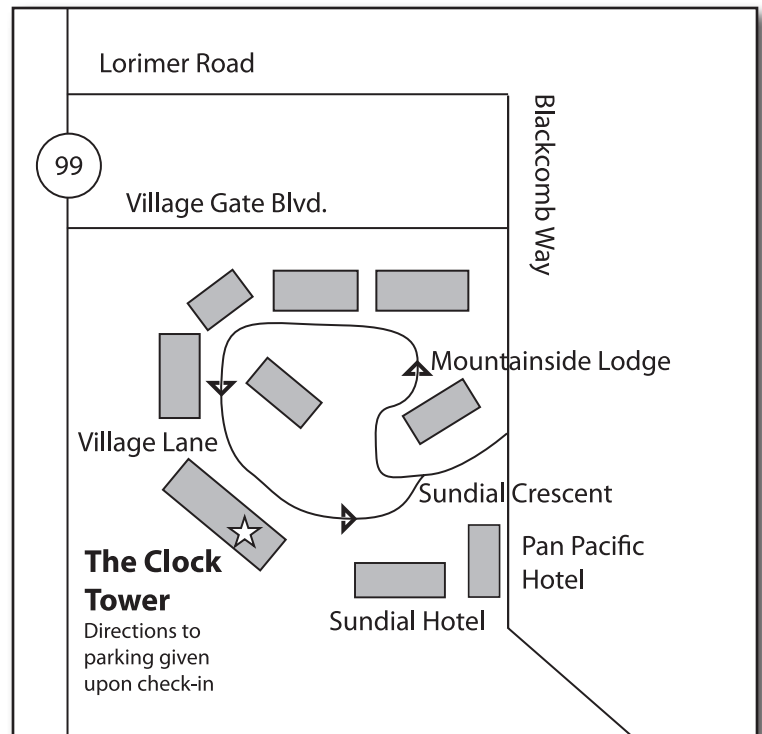 Lorimer Road
Blackcomb Way
99
Village Gate Blvd.
Mountainside Lodge
Village Lane
Sundial Crescent
Pan Pacific
Hotel
The Clock
Tower
Directions to
parking given
upon check-in
Sundial Hotel